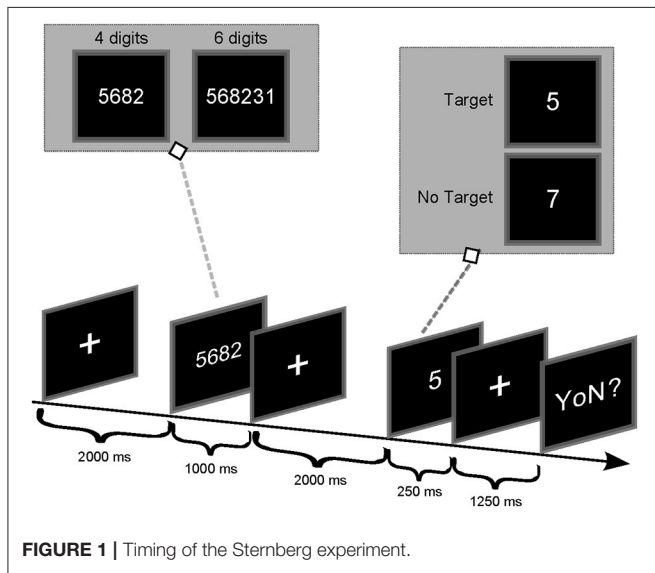 4 digits 6 digits
5682 568231
Target 5
No Target 7
+
5682
+
5
+
YoN?
2000 ms
1000 ms
2000 ms
250 ms
1250 ms
FIGURE 1 | Timing of the Sternberg experiment.